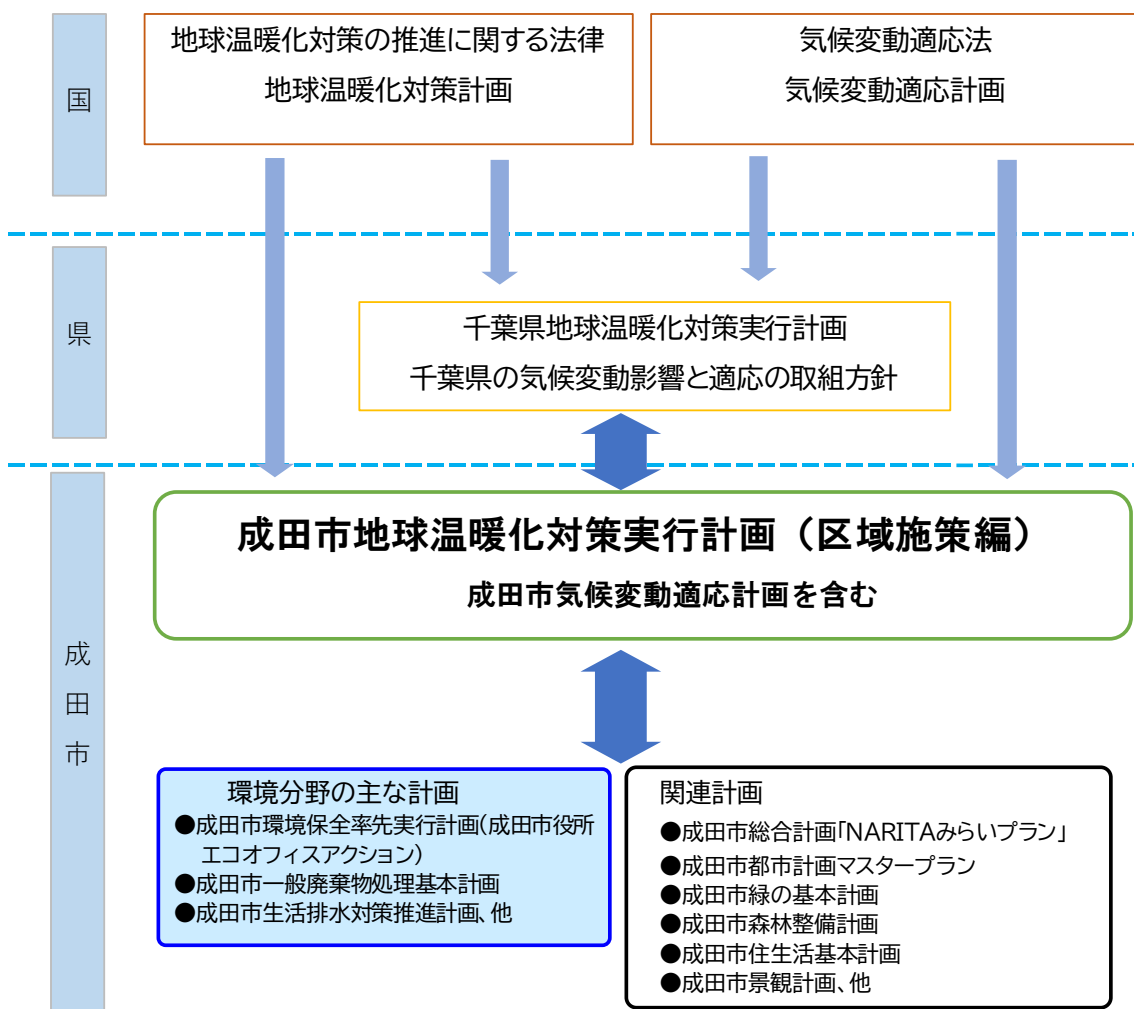 国
地球温暖化対策の推進に関する法律
地球温暖化対策計画
気候変動適応法
気候変動適応計画
県
千葉県地球温暖化対策実行計画
千葉県の気候変動影響と適応の取組方針
成
田
市
成田市地球温暖化対策実行計画（区域施策編）
成田市気候変動適応計画を含む
環境分野の主な計画
●成田市環境保全率先実行計画(成田市役所
エコオフィスアクション)
●成田市一般廃棄物処理基本計画
●成田市生活排水対策推進計画、他
関連計画
●成田市総合計画「NARITAみらいプラン」
●成田市都市計画マスタープラン
●成田市緑の基本計画
●成田市森林整備計画
●成田市住生活基本計画
●成田市景観計画、他